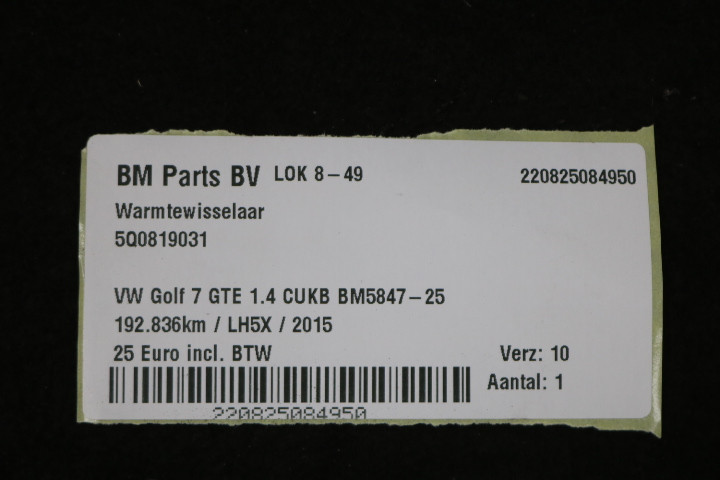 BM Parts BV LOK 8-49 220825084950
Warmtewisselaar
5Q0819031
VW Golf 7 GTE 1.4 CUKB BM5847-25
192.836km / LH5X / 2015
25 Euro incl. BTW Verz: 10
Aantal: 1
220825084950